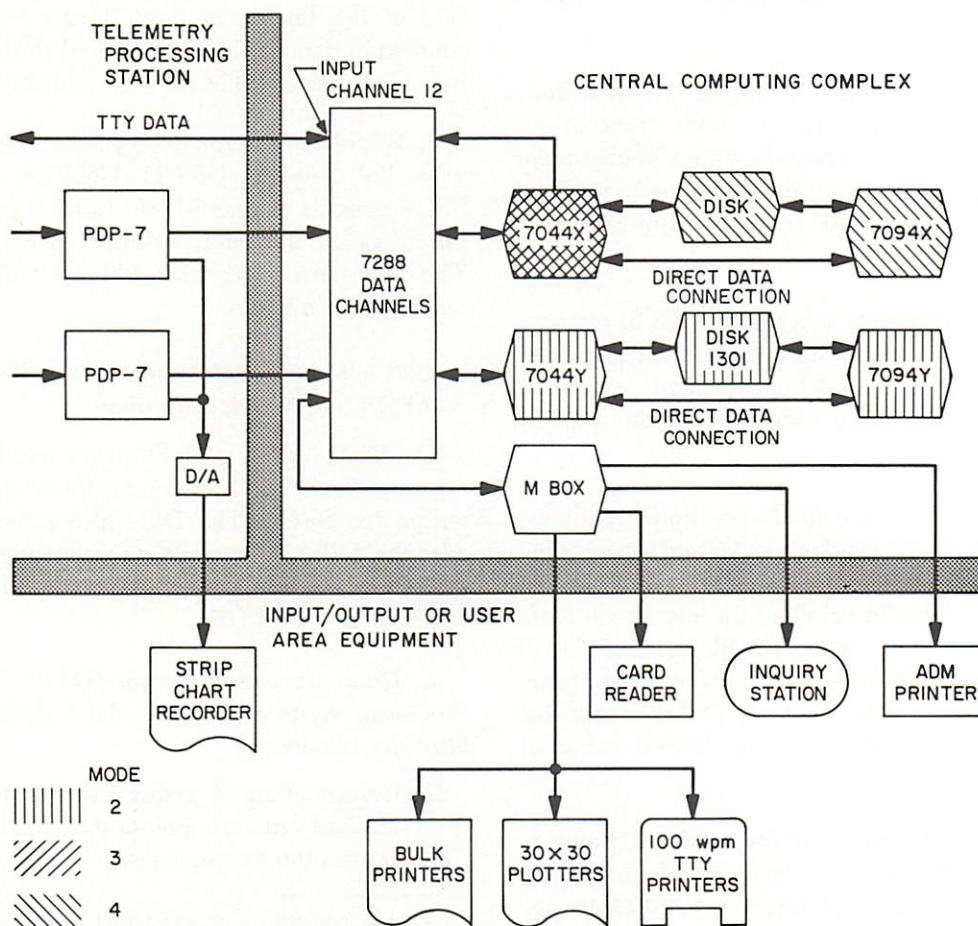 TELEMETRY
PROCESSING
STATION
INPUT
CHANNEL 12
CENTRAL COMPUTING COMPLEX
TTY DATA
PDP-7
7288
DATA
CHANNELS
7044X
DISK
7094X
DIRECT DATA
CONNECTION
PDP-7
7044Y
DISK
1301
7094Y
DIRECT DATA
CONNECTION
D/A
M BOX
INPUT/OUTPUT OR USER
AREA EQUIPMENT
STRIP
CHART
RECORDER
CARD
READER
INQUIRY
STATION
ADM
PRINTER
MODE
2
3
4
BULK
PRINTERS
30×30
PLOTTERS
100 wpm
TTY
PRINTERS